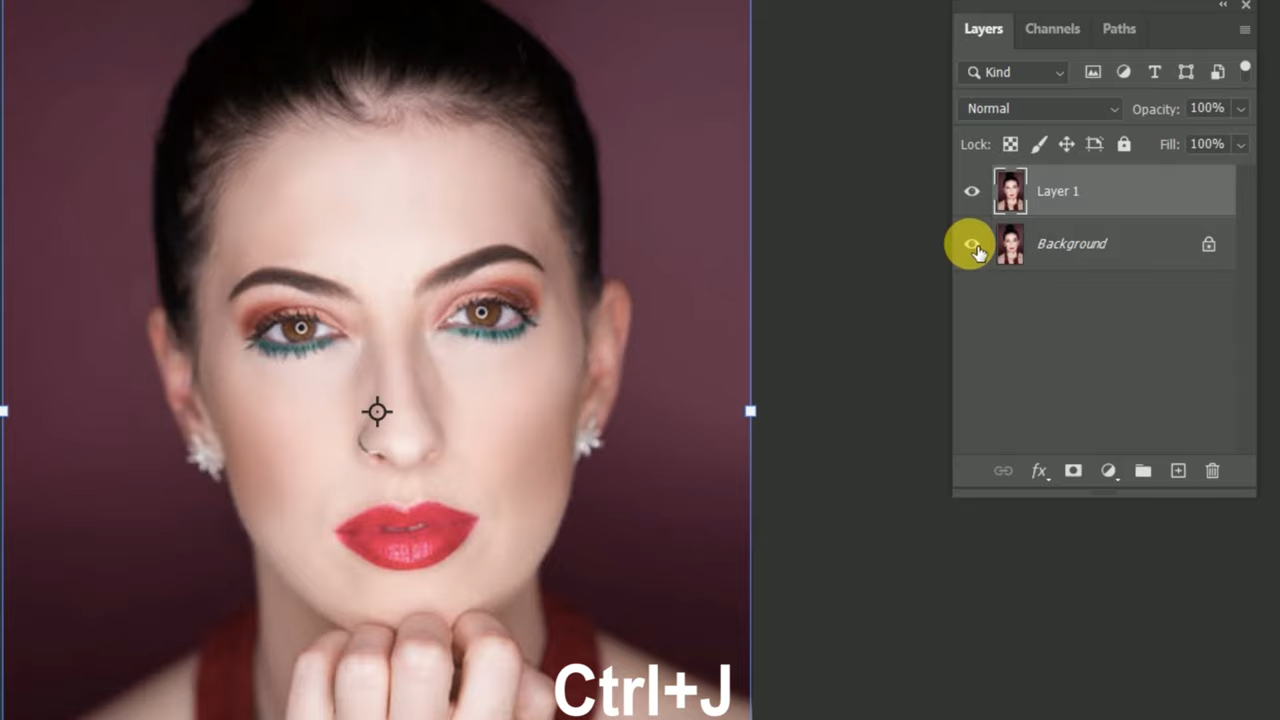 Layers Channels Paths
Kind
Normal Opacity: 100%
Lock: Fill: 100%
Layer 1
Background
fx
Ctrl+J